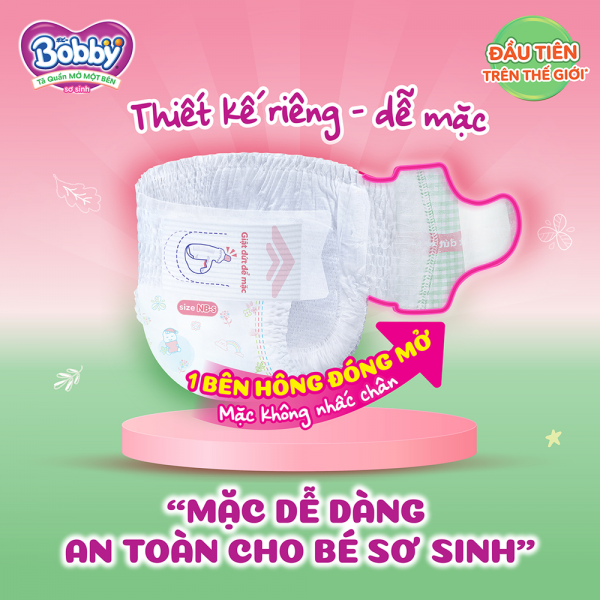 Bobby
Tã Quần MỞ MỘT BÊN
sơ sinh
ĐẦU TIÊN
TRÊN THẾ GIỚI*
Thiết kế riêng - dễ mặc
Giật đứt để mặc
size NB-S
1 BÊN HÔNG ĐÓNG MỞ
Mặc không nhấc chân
“MẶC DỄ DÀNG
AN TOÀN CHO BÉ SƠ SINH”